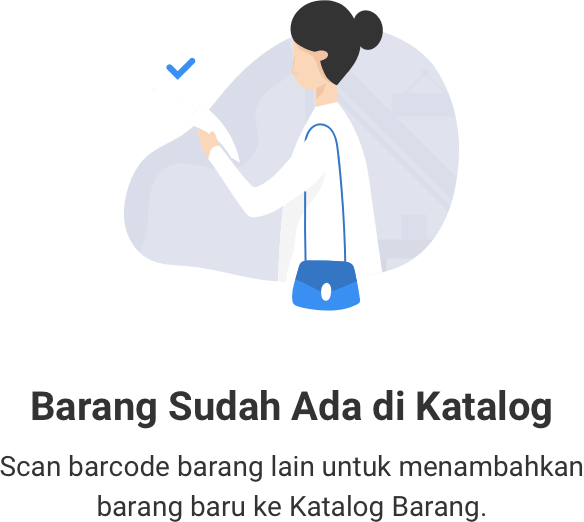 Barang Sudah Ada di Katalog
Scan barcode barang lain untuk menambahkan
barang baru ke Katalog Barang.